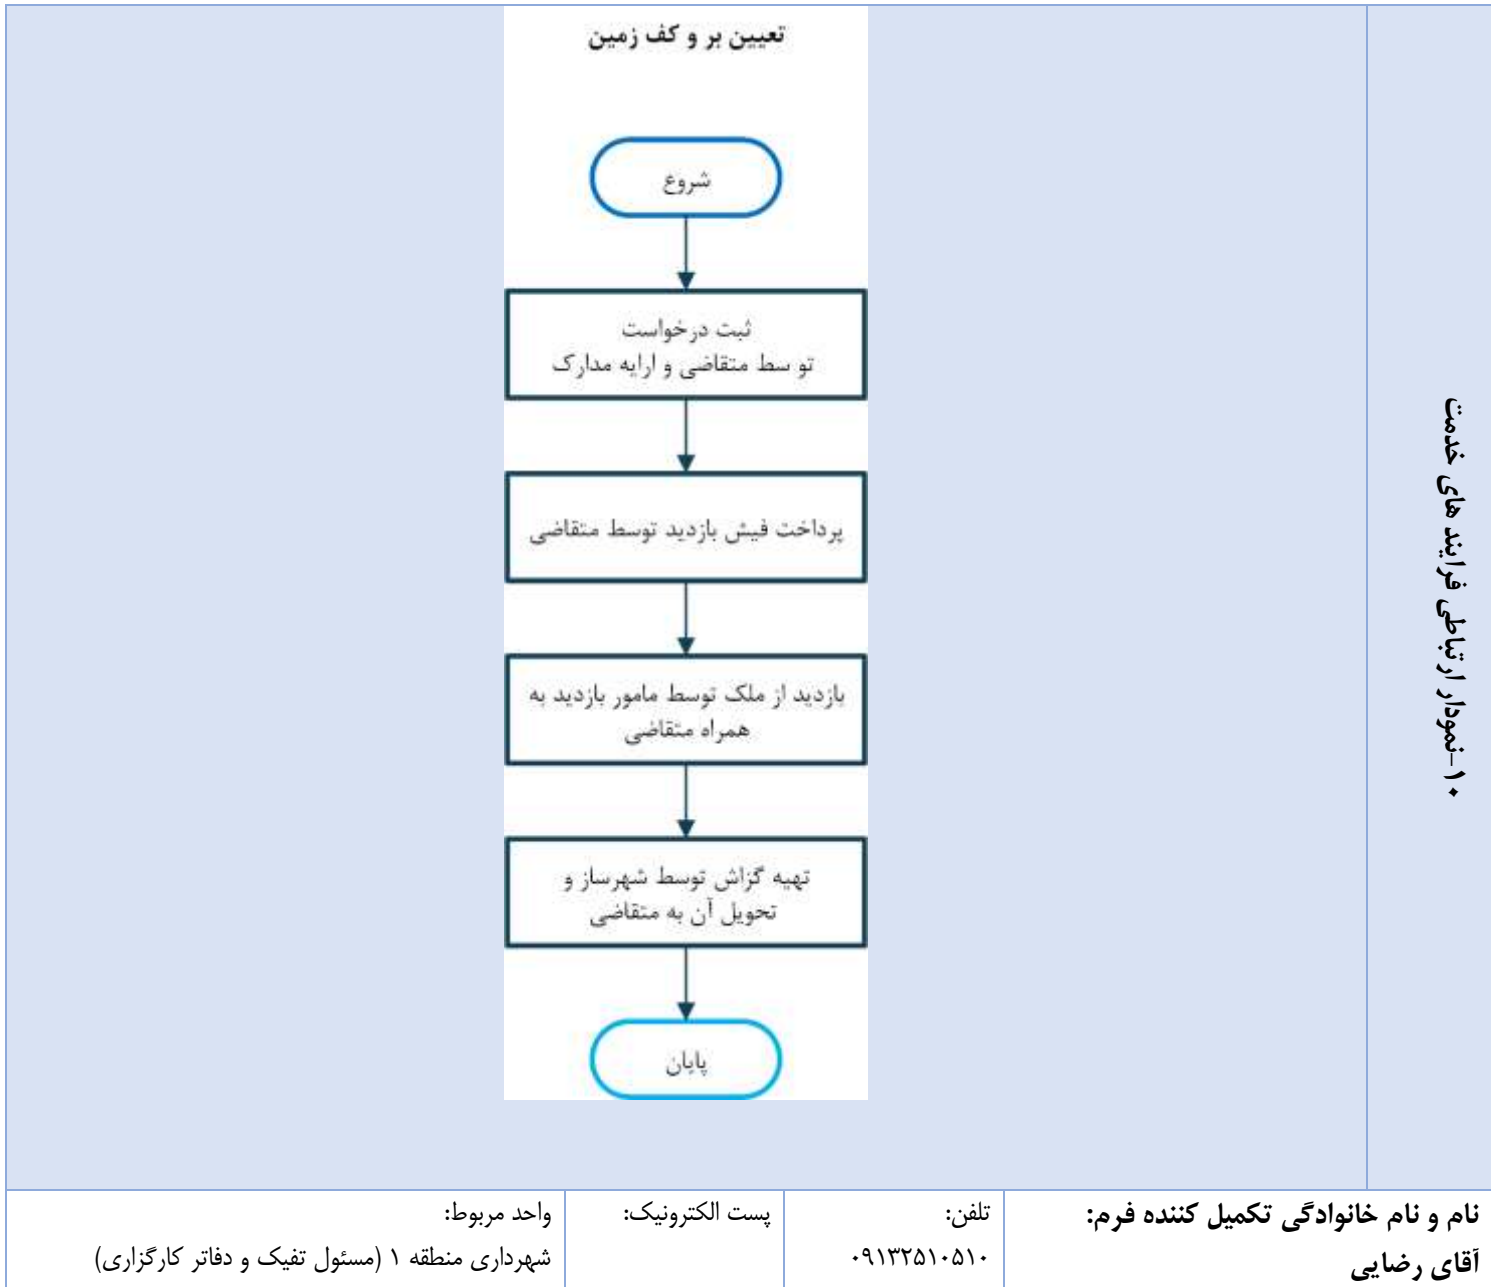 تعیین بر و کف زمین
شروع
ثبت درخواست
تو سط متقاضی و ارایه مدارک
پرداخت فیش بازدید توسط متقاضی
بازدید از ملک توسط مامور بازدید به
همراه متقاضی
تهیه گزاش توسط شهرساز و
تحویل آن به متقاضی
پایان
۱۰-نمودار ارتباطی فرایند های خدمت
نام و نام خانوادگی تکمیل کننده فرم:
آقای رضایی
تلفن:
۰۹۱۳۲۵۱۰۵۱۰
پست الکترونیک:
واحد مربوط:
شهرداری منطقه ۱ (مسئول تفیک و دفاتر کارگزاری)